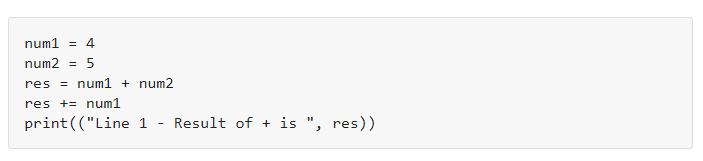 num1 = 4
num2 = 5
res = num1 + num2
res += num1
print(("Line 1 - Result of + is ", res))